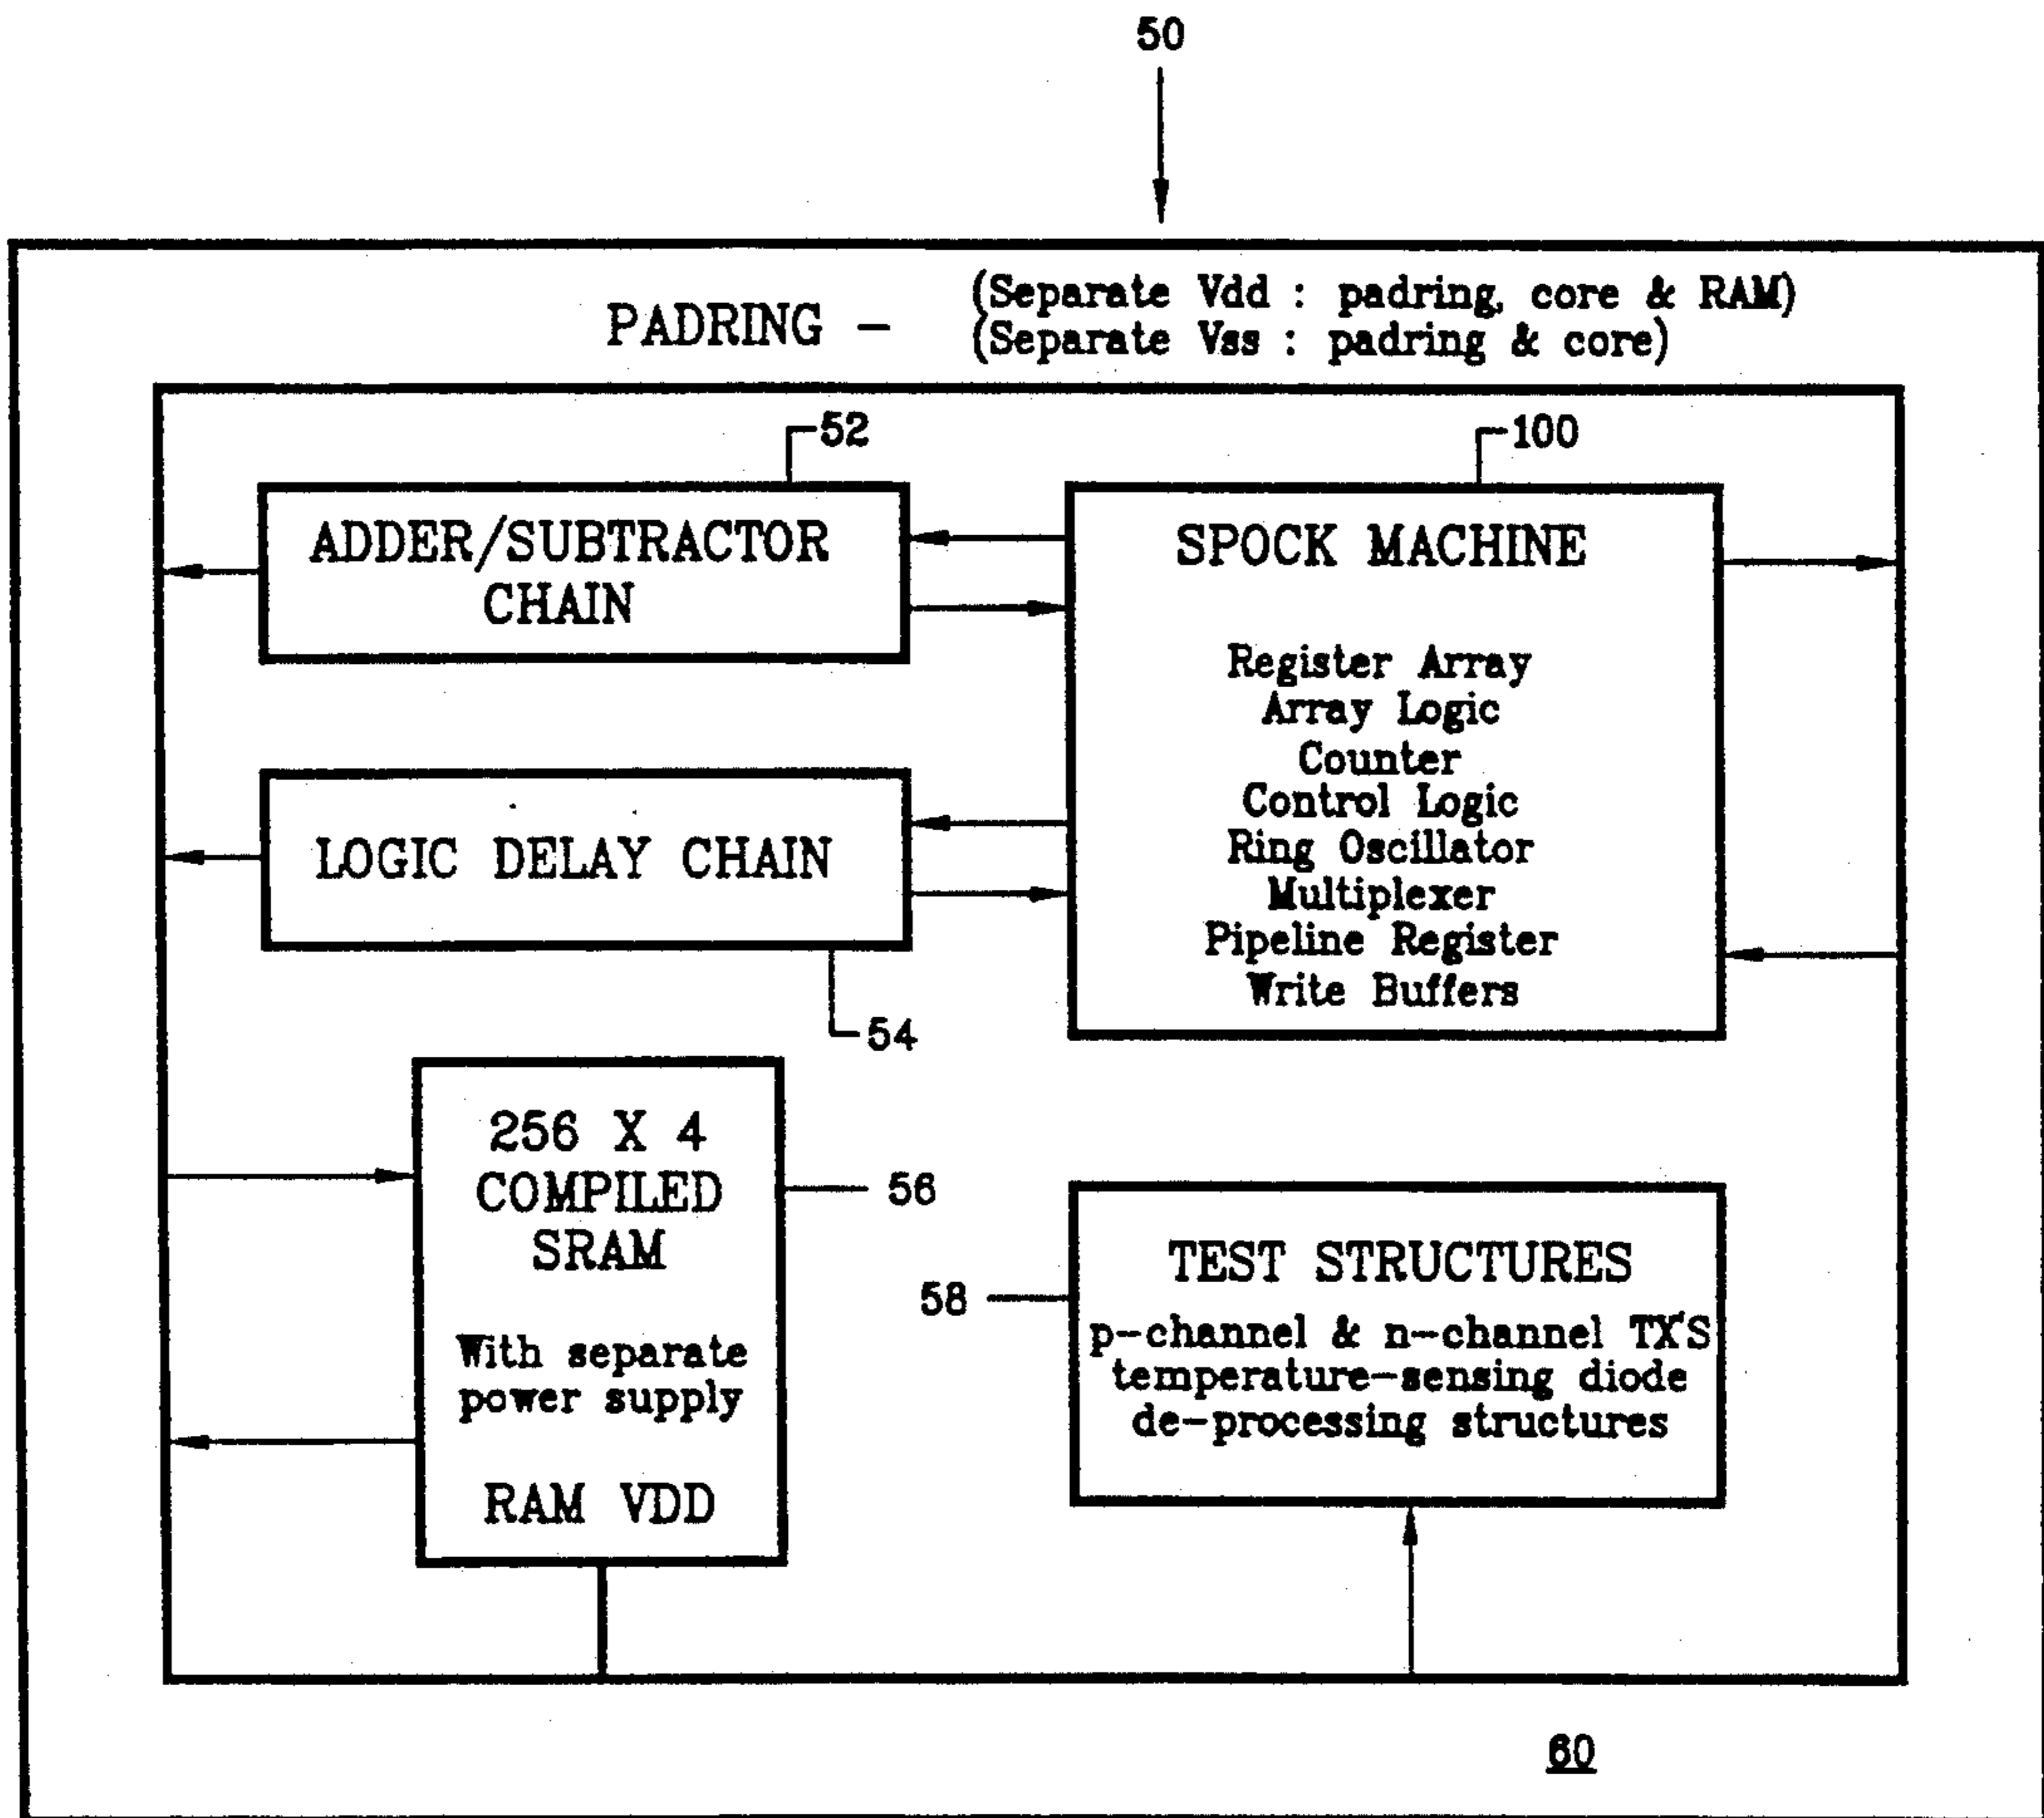 50
PADRING -
(Separate Vdd : padring, core & RAM)
(Separate Vss : padring & core)
52
ADDER/SUBTRACTOR
CHAIN
100
SPOCK MACHINE
Register Array
Array Logic
Counter
Control Logic
Ring Oscillator
Multiplexer
Pipeline Register
Write Buffers
LOGIC DELAY CHAIN
54
256 X 4
COMPILED
SRAM
With separate
power supply
RAM VDD
56
58
TEST STRUCTURES
p-channel & n-channel TX'S
temperature-sensing diode
de-processing structures
60